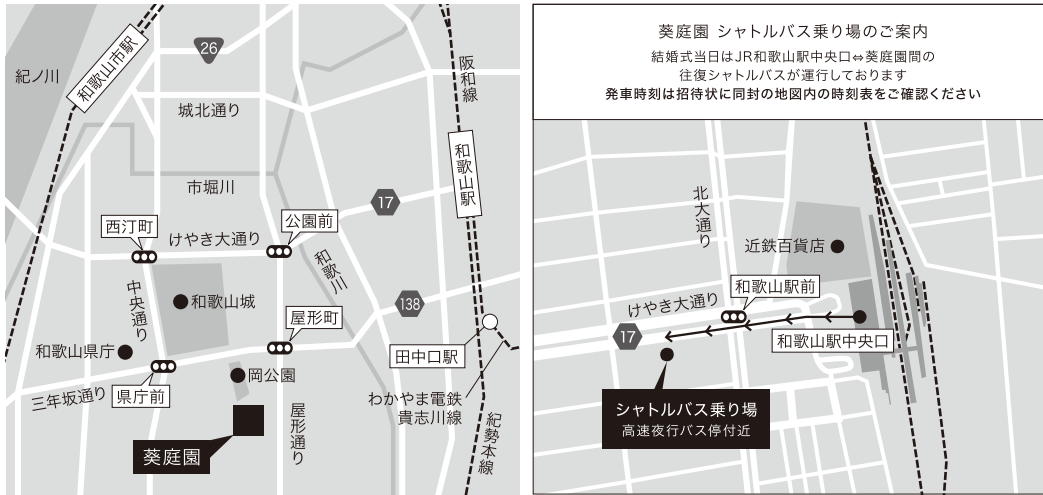 和歌山市駅
26
紀ノ川
阪和線
城北通り
和歌山駅
市堀川
17
西汀町
公園前
けやき大通り
和歌川
中央通り
和歌山城
138
屋形町
和歌山県庁
田中口駅
岡公園
県庁前
三年坂通り
わかやま電鉄
貴志川線
屋形通り
紀勢本線
葵庭園
葵庭園 シャトルバス乗り場のご案内
結婚式当日はJR和歌山駅中央口⇔葵庭園間の
往復シャトルバスが運行しております
発車時刻は招待状に同封の地図内の時刻表をご確認ください
北大通り
近鉄百貨店
和歌山駅前
けやき大通り
17
和歌山駅中央口
シャトルバス乗り場
高速夜行バス停付近